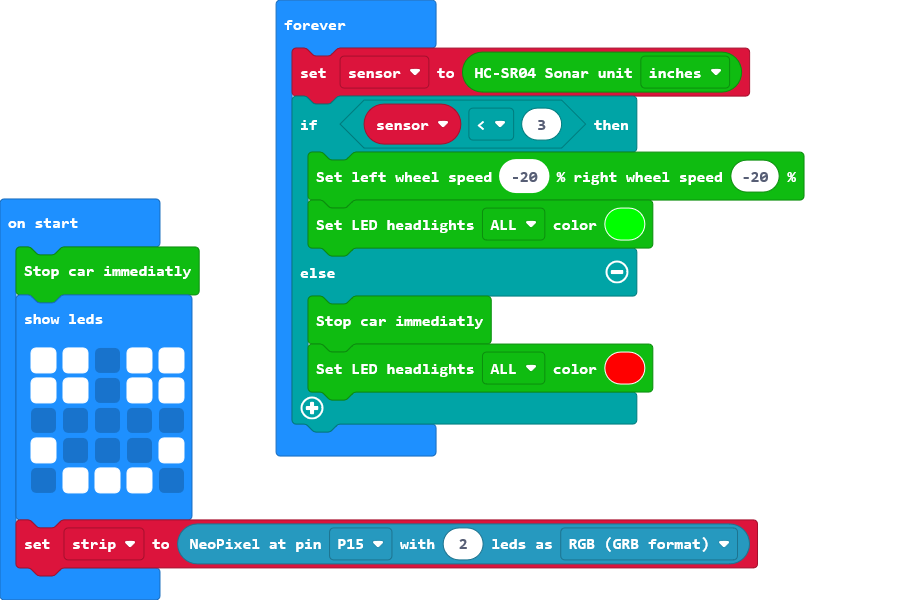 forever
set sensor to HC-SR04 Sonar unit inches
if sensor < 3 then
Set left wheel speed -20 % right wheel speed -20 %
Set LED headlights ALL color
else
Stop car immediatly
Set LED headlights ALL color
on start
Stop car immediatly
show leds
set strip to NeoPixel at pin P15 with 2 leds as RGB (GRB format)